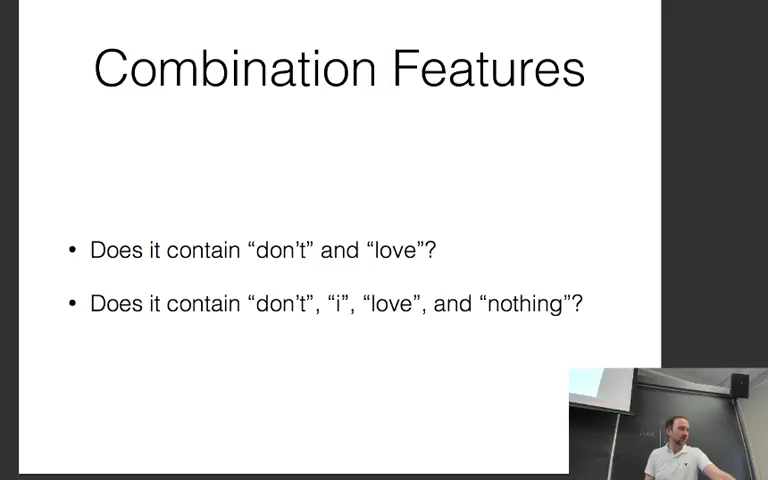 Combination Features
• Does it contain “don’t” and “love”?
• Does it contain “don’t”, “i”, “love”, and “nothing”?